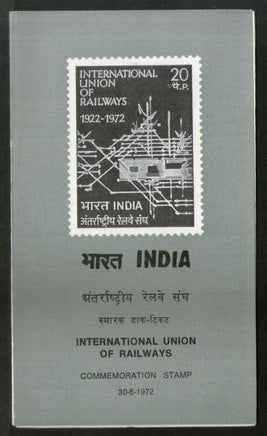 INTERNATIONAL
UNION
OF
RAILWAYS
1922-1972
20
प.P.
भारत INDIA
अंतर्राष्ट्रीय रेलवे संघ
भारत INDIA
अंतर्राष्ट्रीय रेलवे संघ
स्मारक डाक-टिकट
INTERNATIONAL UNION
OF RAILWAYS
COMMEMORATION STAMP
30-6-1972